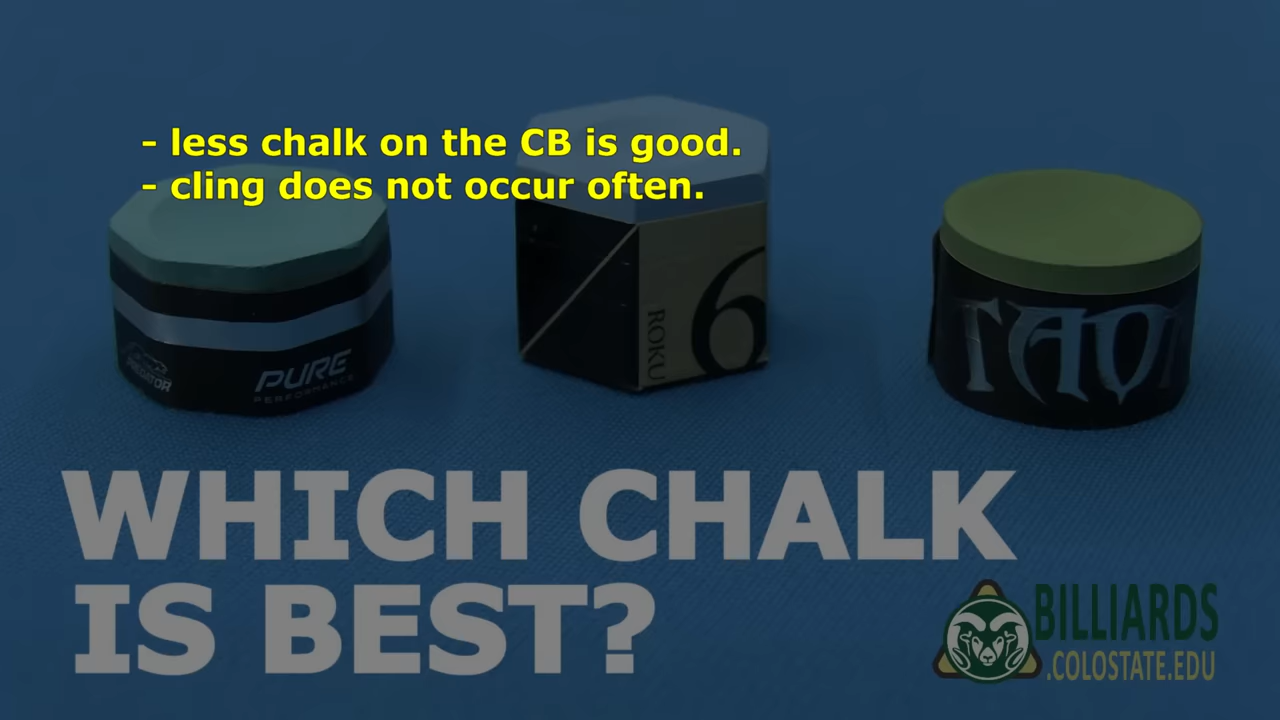 - less chalk on the CB is good.
- cling does not occur often.
PREDATOR
PURE
PERFORMANCE
ROKU
6
TAOM
WHICH CHALK
IS BEST?
BILLIARDS
.COLOSTATE.EDU